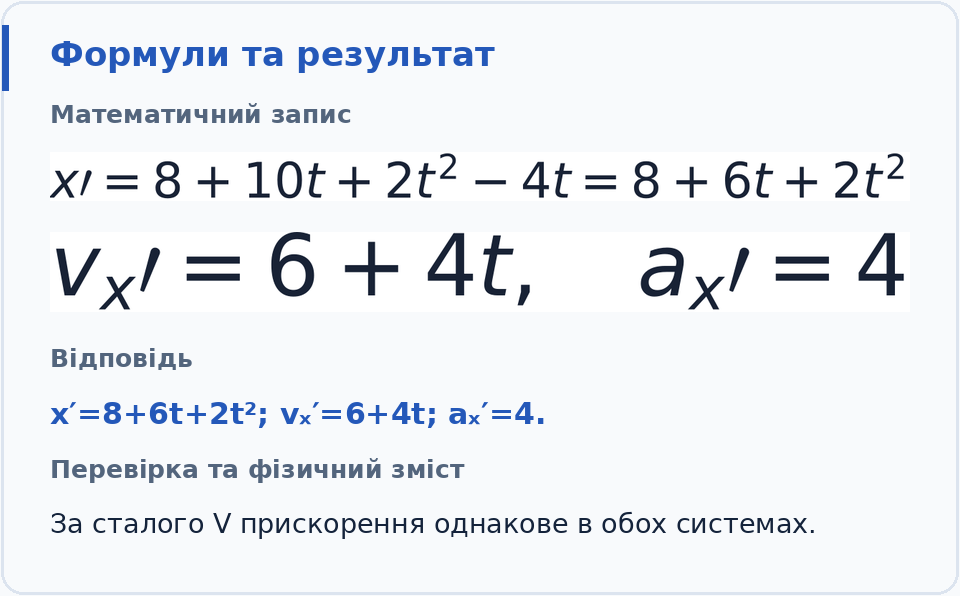 Формули та результат
Математичний запис
x′ = 8 + 10t + 2t² − 4t = 8 + 6t + 2t²
vₓ′ = 6 + 4t, aₓ′ = 4
Відповідь
x′=8+6t+2t²; vₓ′=6+4t; aₓ′=4.
Перевірка та фізичний зміст
За сталого V прискорення однакове в обох системах.